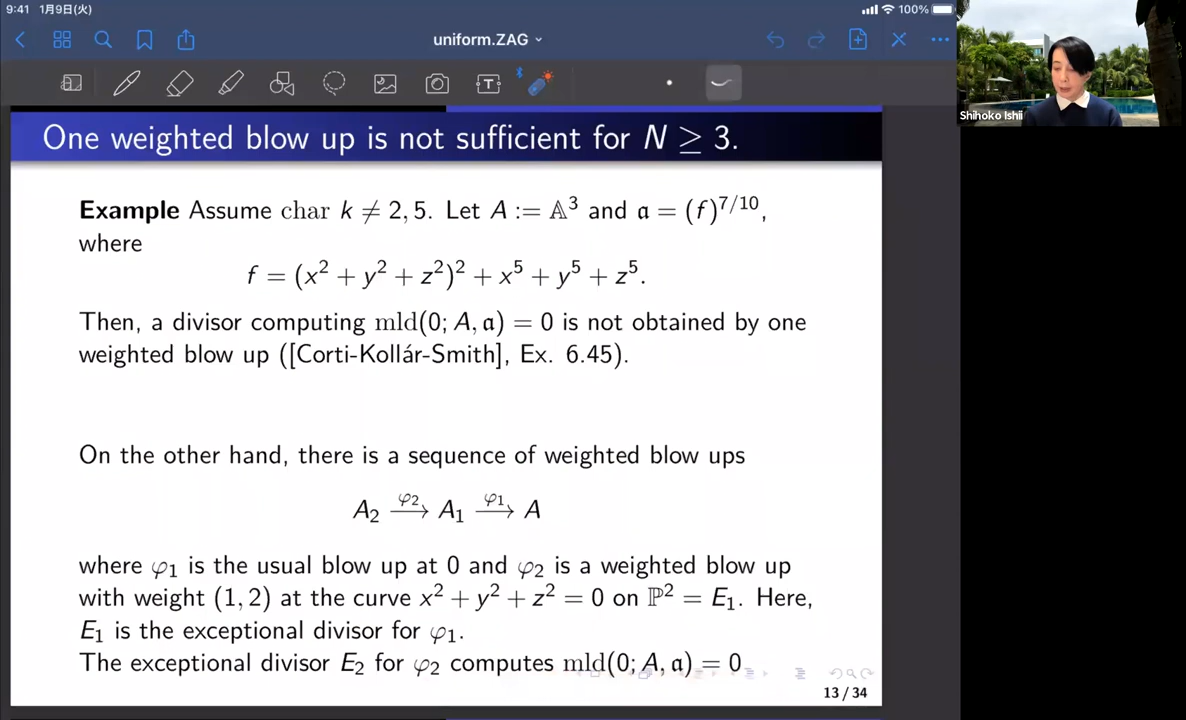 9:41 1月9日(火) 100%
uniform.ZAG
T
One weighted blow up is not sufficient for N ≥ 3.
Example Assume char k ≠ 2, 5. Let A := 𝔸³ and 𝔞 = (f)^{7/10},
where
f = (x² + y² + z²)² + x⁵ + y⁵ + z⁵.
Then, a divisor computing mld(0; A, 𝔞) = 0 is not obtained by one
weighted blow up ([Corti-Kollár-Smith], Ex. 6.45).
On the other hand, there is a sequence of weighted blow ups
A₂ —φ₂→ A₁ —φ₁→ A
where φ₁ is the usual blow up at 0 and φ₂ is a weighted blow up
with weight (1, 2) at the curve x² + y² + z² = 0 on ℙ² = E₁. Here,
E₁ is the exceptional divisor for φ₁.
The exceptional divisor E₂ for φ₂ computes mld(0; A, 𝔞) = 0
13 / 34
Shihoko Ishii